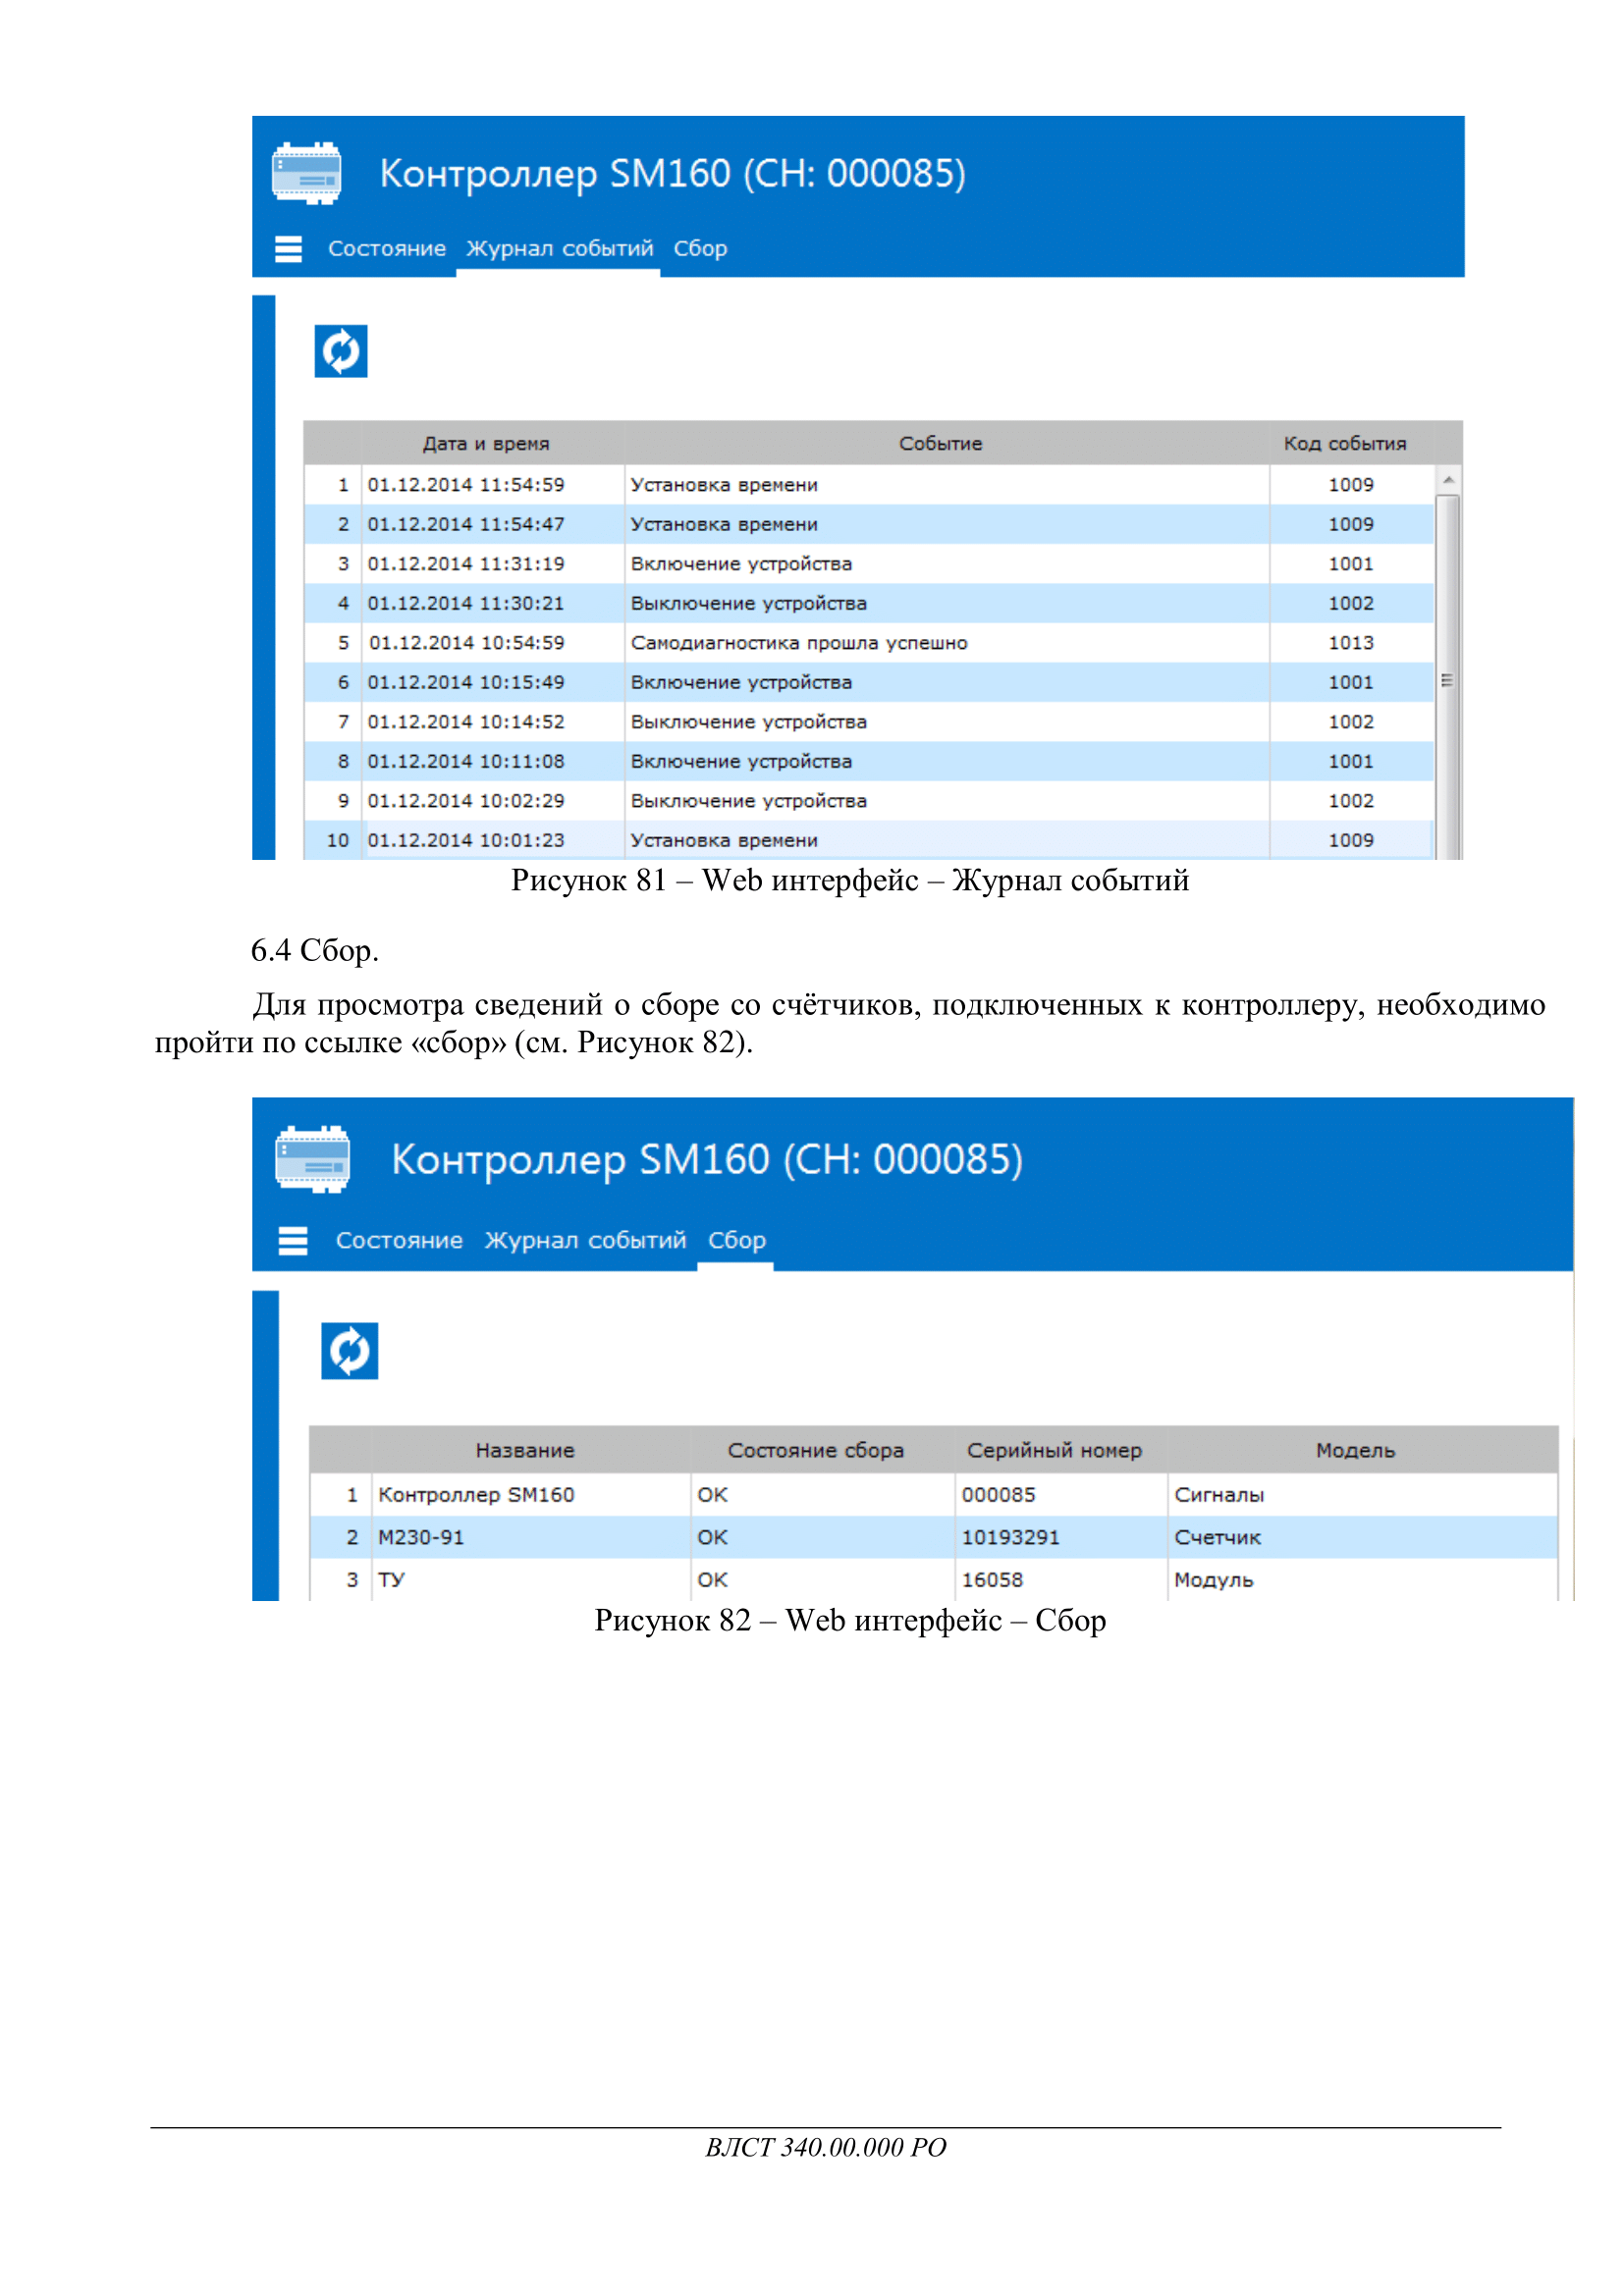 Контроллер SM160 (СН: 000085)
Состояние Журнал событий Сбор
Дата и время Событие Код события
1 01.12.2014 11:54:59 Установка времени 1009
2 01.12.2014 11:54:47 Установка времени 1009
3 01.12.2014 11:31:19 Включение устройства 1001
4 01.12.2014 11:30:21 Выключение устройства 1002
5 01.12.2014 10:54:59 Самодиагностика прошла успешно 1013
6 01.12.2014 10:15:49 Включение устройства 1001
7 01.12.2014 10:14:52 Выключение устройства 1002
8 01.12.2014 10:11:08 Включение устройства 1001
9 01.12.2014 10:02:29 Выключение устройства 1002
10 01.12.2014 10:01:23 Установка времени 1009
Рисунок 81 – Web интерфейс – Журнал событий
6.4 Сбор.
Для просмотра сведений о сборе со счётчиков, подключенных к контроллеру, необходимо
пройти по ссылке «сбор» (см. Рисунок 82).
Контроллер SM160 (СН: 000085)
Состояние Журнал событий Сбор
Название Состояние сбора Серийный номер Модель
1 Контроллер SM160 OK 000085 Сигналы
2 М230-91 OK 10193291 Счетчик
3 ТУ OK 16058 Модуль
Рисунок 82 – Web интерфейс – Сбор
ВЛСТ 340.00.000 РО